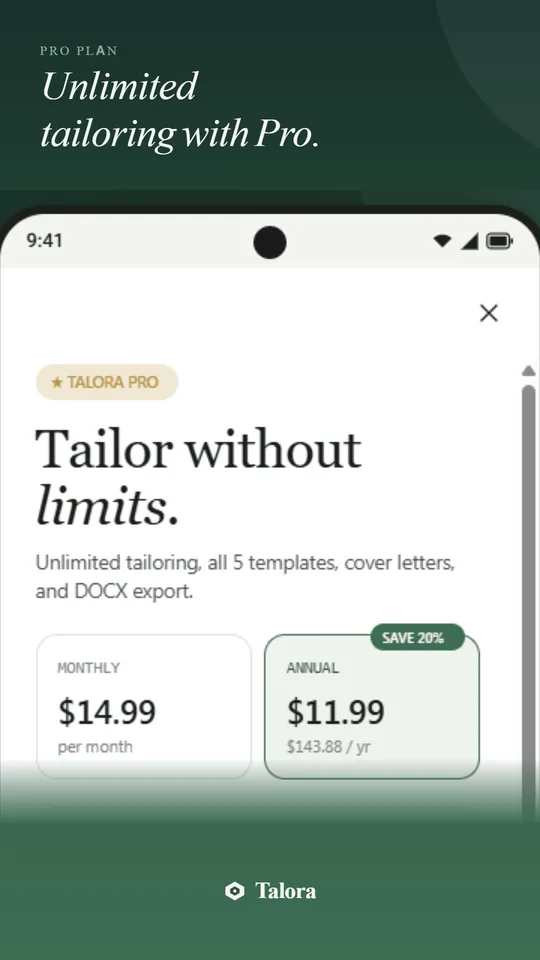 PRO PLAN
Unlimited
tailoring with Pro.
9:41
★ TALORA PRO
Tailor without
limits.
Unlimited tailoring, all 5 templates, cover letters,
and DOCX export.
SAVE 20%
MONTHLY
$14.99
per month
ANNUAL
$11.99
$143.88 / yr
Talora